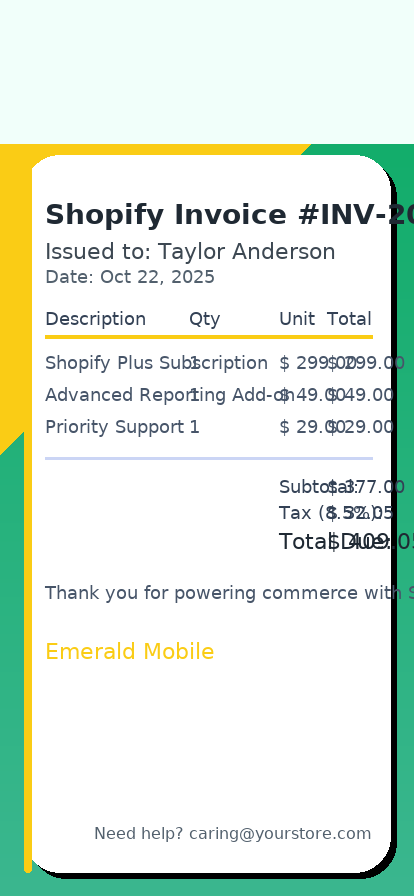 Shopify Invoice #INV-20
Issued to: Taylor Anderson
Date: Oct 22, 2025
Description Qty Unit Total
Shopify Plus Subscription 1 $ 299.00 $ 299.00
Advanced Reporting Add-on 1 $ 49.00 $ 49.00
Priority Support 1 $ 29.00 $ 29.00
Subtotal: $ 377.00
Tax (8.5%): $ 32.05
Total Due: $ 409.05
Thank you for powering commerce with S
Emerald Mobile
Need help? caring@yourstore.com